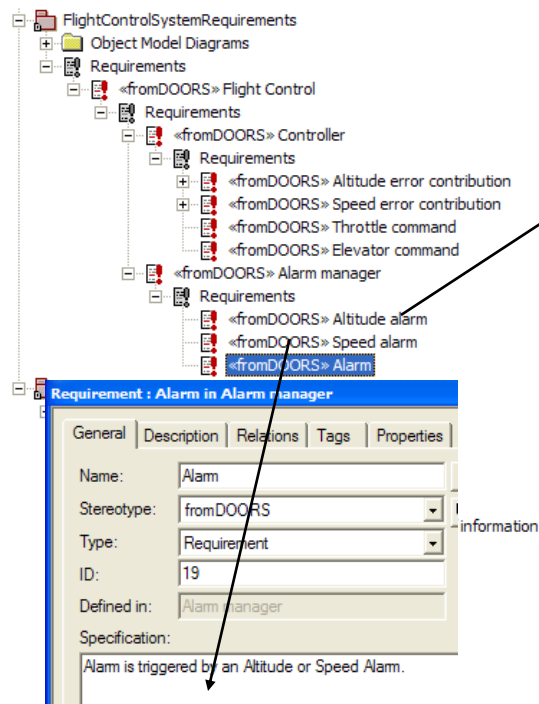 FlightControlSystemRequirements
Object Model Diagrams
Requirements
«fromDOORS» Flight Control
Requirements
«fromDOORS» Controller
Requirements
«fromDOORS» Altitude error contribution
«fromDOORS» Speed error contribution
«fromDOORS» Throttle command
«fromDOORS» Elevator command
«fromDOORS» Alarm manager
Requirements
«fromDOORS» Altitude alarm
«fromDOORS» Speed alarm
«fromDOORS» Alarm
Requirement : Alarm in Alarm manager
General Description Relations Tags Properties
Name: Alarm
Stereotype: fromDOORS
information
Type: Requirement
ID: 19
Defined in: Alarm manager
Specification:
Alarm is triggered by an Altitude or Speed Alarm.